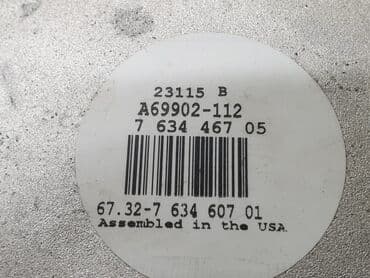 23115 B
A69902-112
7 634 467 05
67.32-7 634 607 01
Assembled in the USA